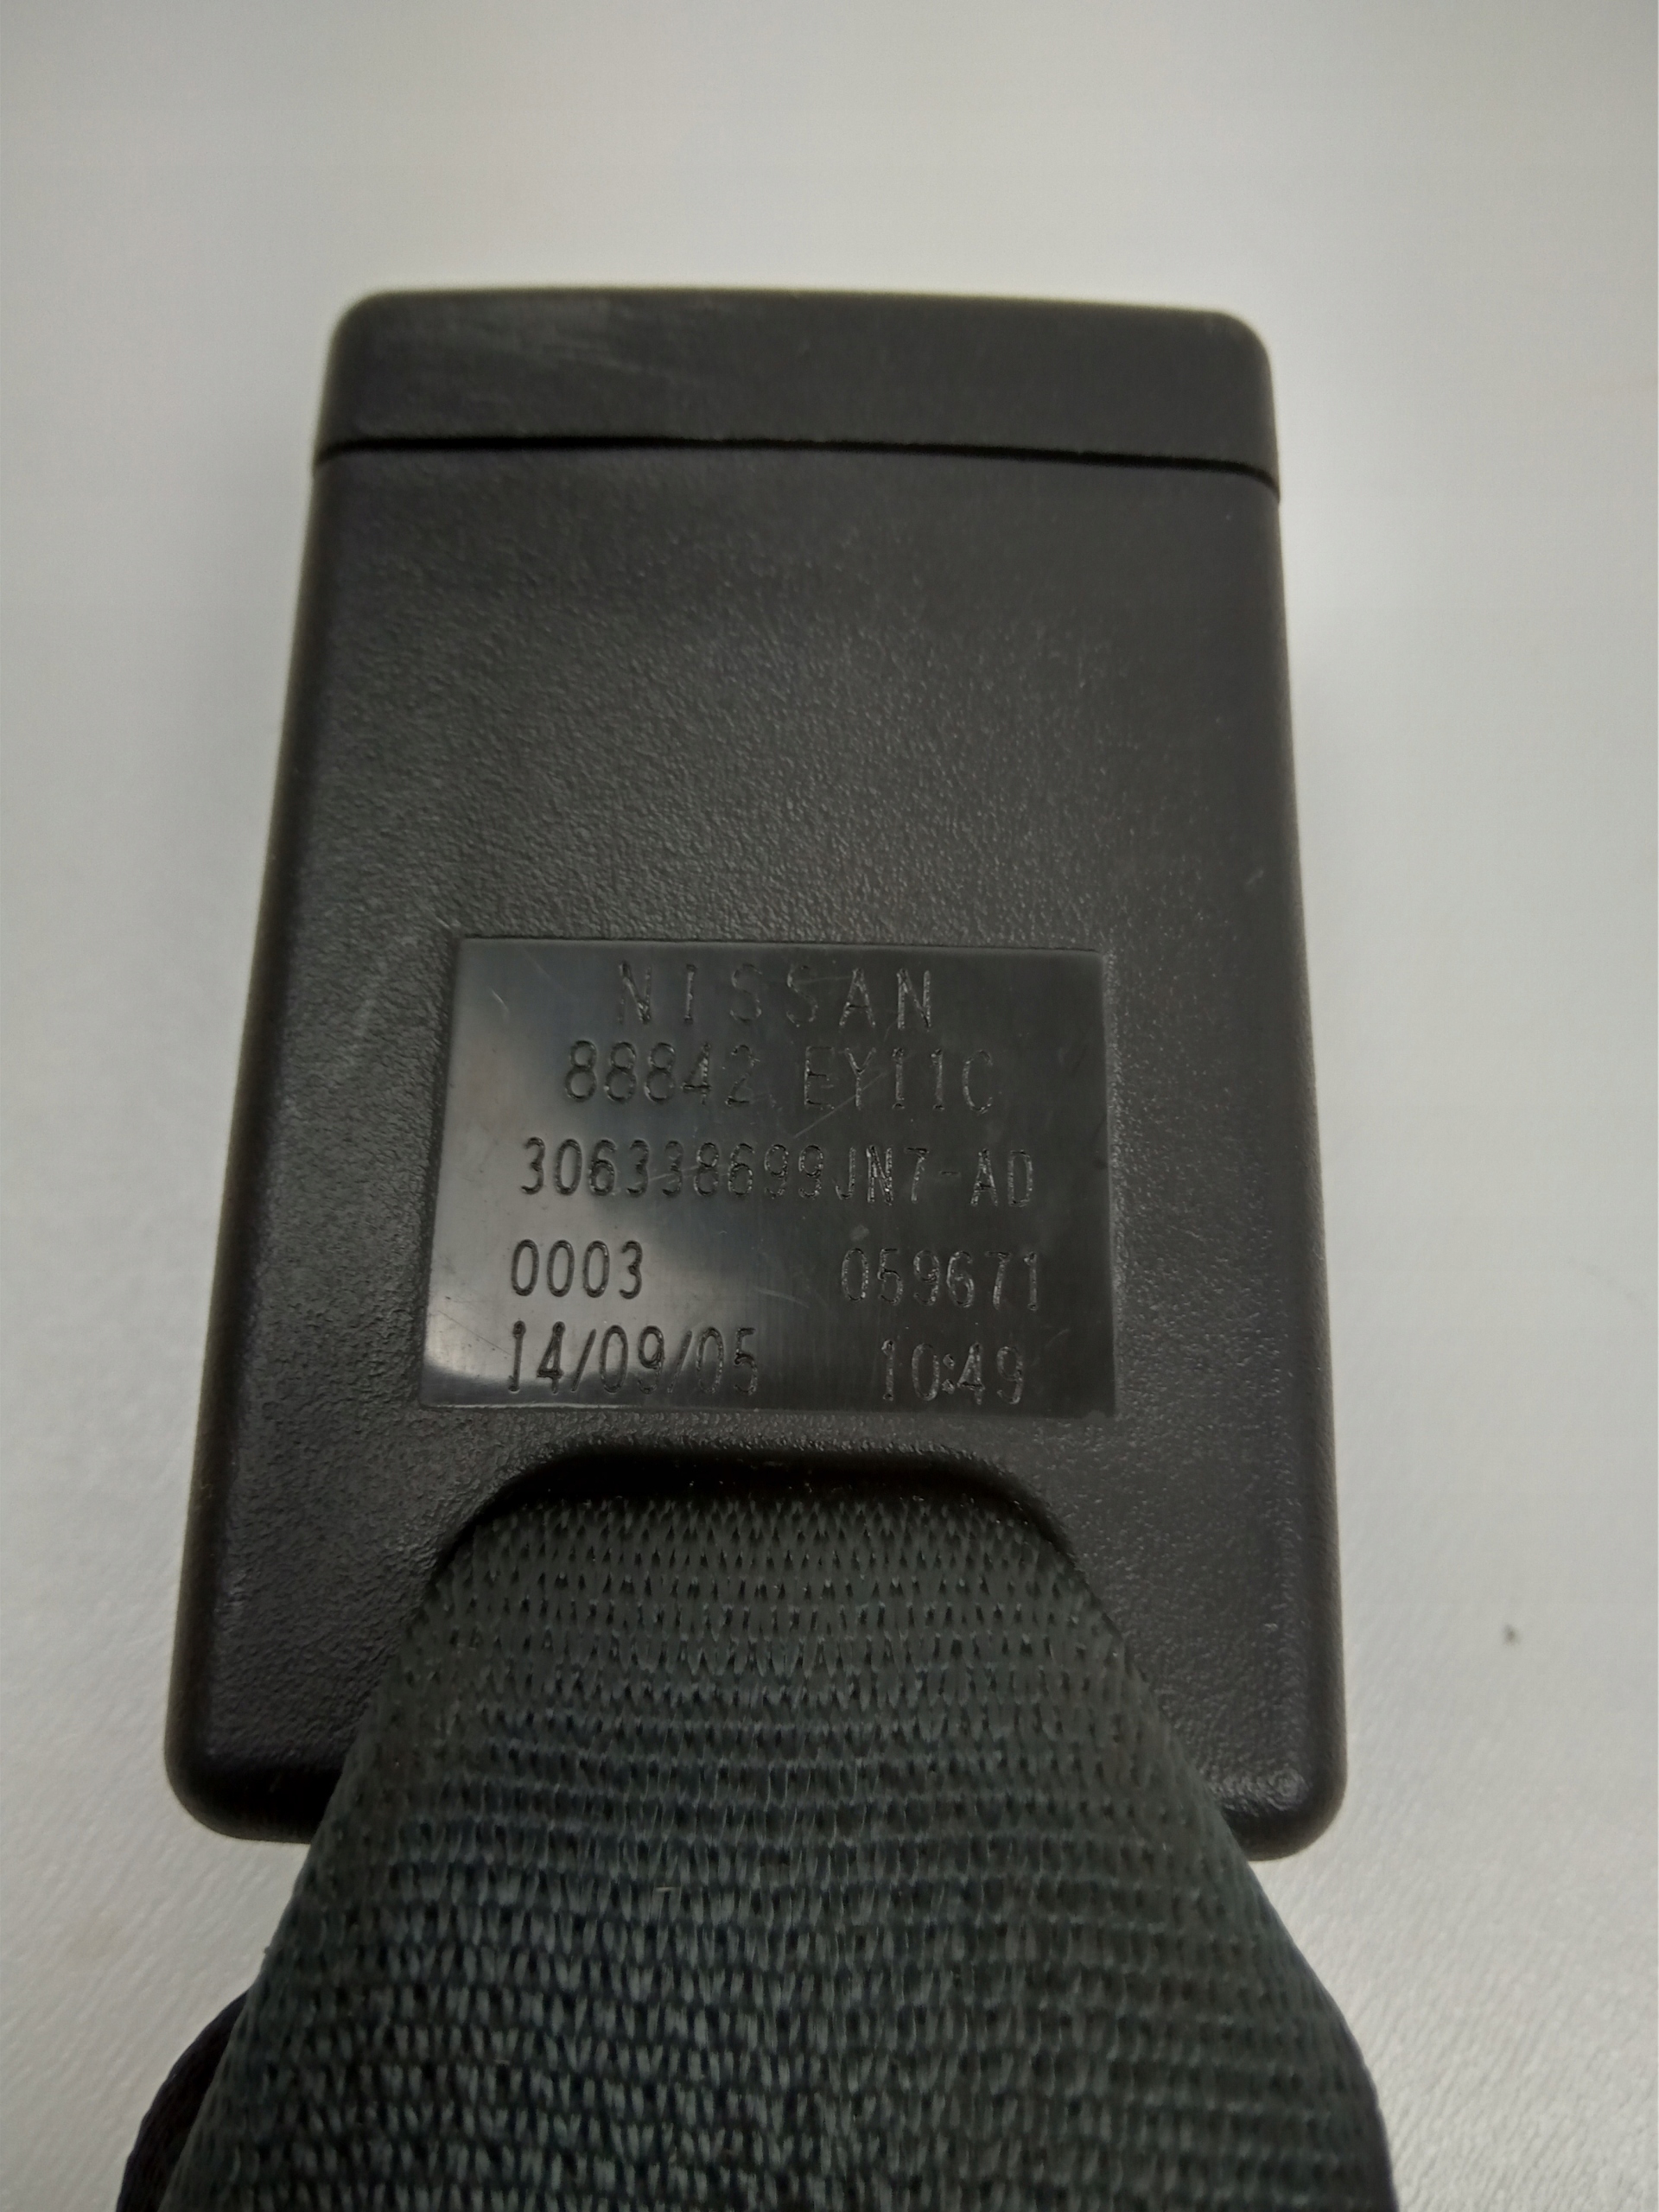 NISSAN
88842 EY11C
306338699JN7-AD
0003 059671
14/09/05 10:49